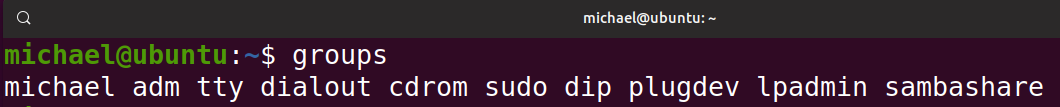 michael@ubuntu: ~
michael@ubuntu:~$ groups
michael adm tty dialout cdrom sudo dip plugdev lpadmin sambashare